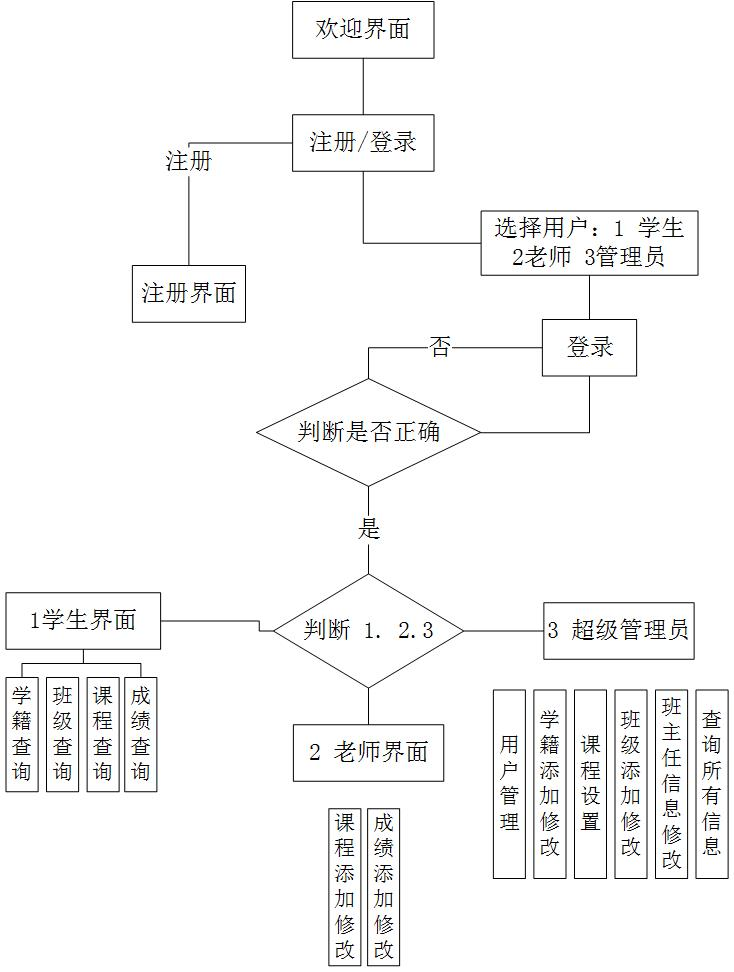 欢迎界面
注册/登录
注册
选择用户：1 学生
2老师 3管理员
注册界面
否
登录
判断是否正确
是
1学生界面
判断 1. 2.3
3 超级管理员
学籍查询
班级查询
课程查询
成绩查询
2 老师界面
用户管理
学籍添加修改
课程设置
班级添加修改
班主任信息修改
查询所有信息
课程添加修改
成绩添加修改